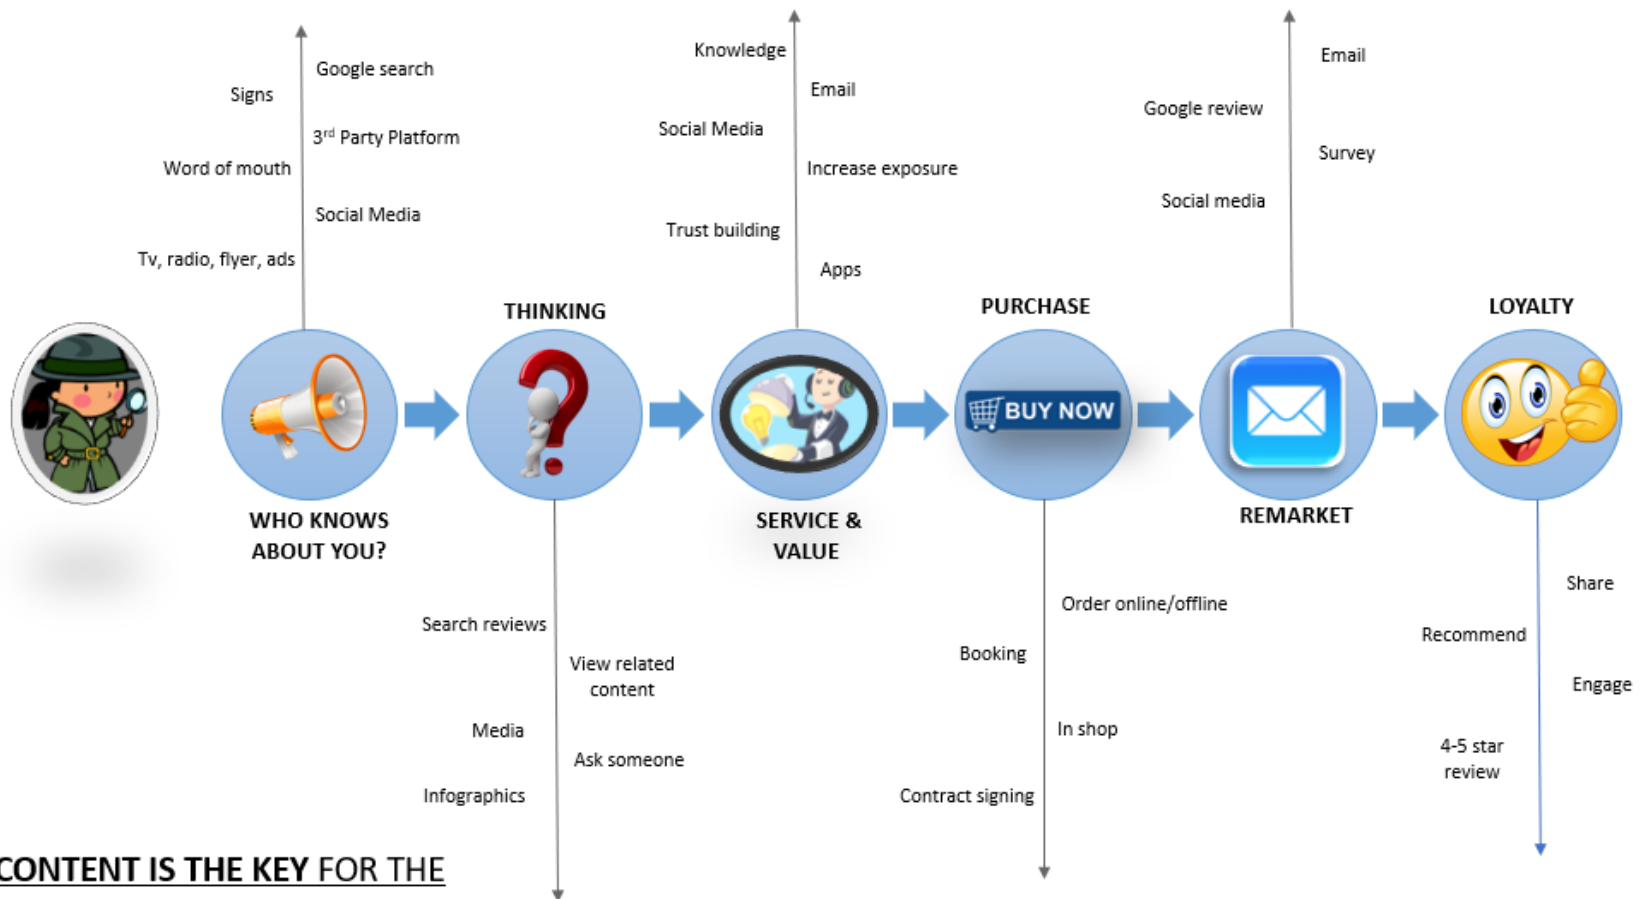 Google search
Signs
3rd Party Platform
Word of mouth
Social Media
Tv, radio, flyer, ads
WHO KNOWS
ABOUT YOU?
THINKING
Search reviews
View related
content
Media
Ask someone
Infographics
Knowledge
Email
Social Media
Increase exposure
Trust building
Apps
SERVICE &
VALUE
PURCHASE
BUY NOW
Order online/offline
Booking
In shop
Contract signing
Email
Google review
Survey
Social media
REMARKET
LOYALTY
Share
Recommend
Engage
4-5 star
review
CONTENT IS THE KEY FOR THE